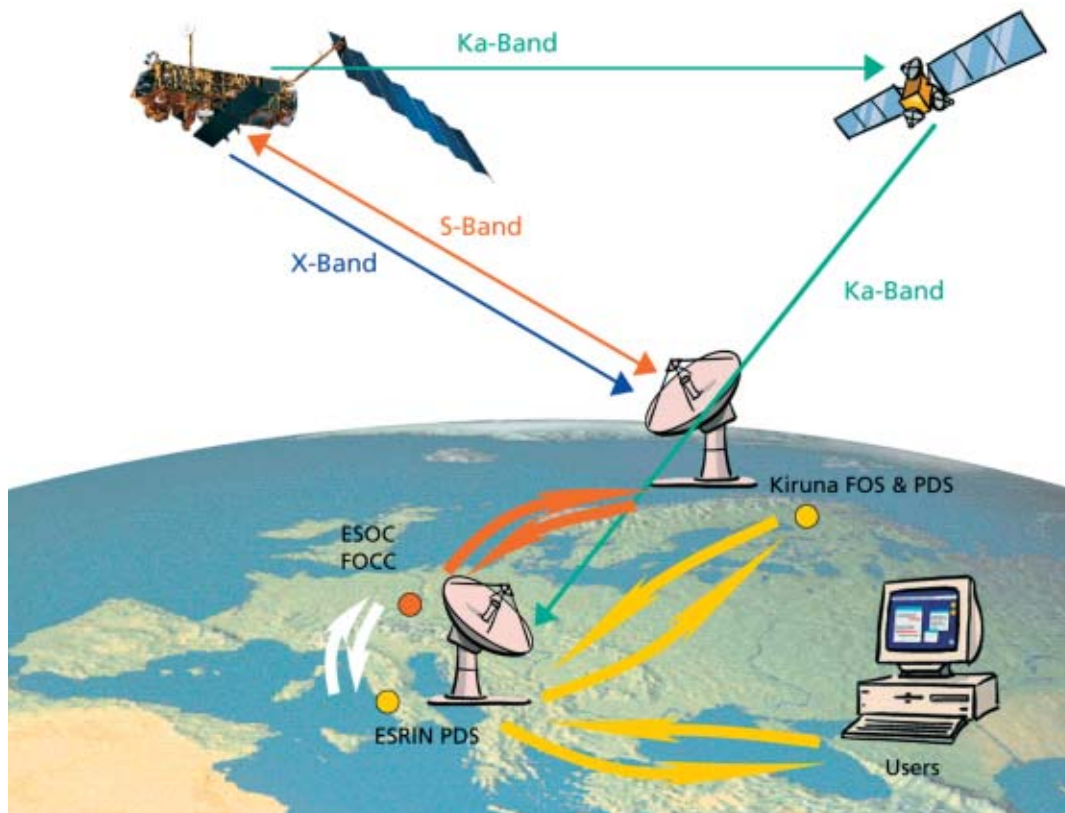 Ka-Band
S-Band
X-Band
Ka-Band
Kiruna FOS & PDS
ESOC
FOCC
ESRIN PDS
Users